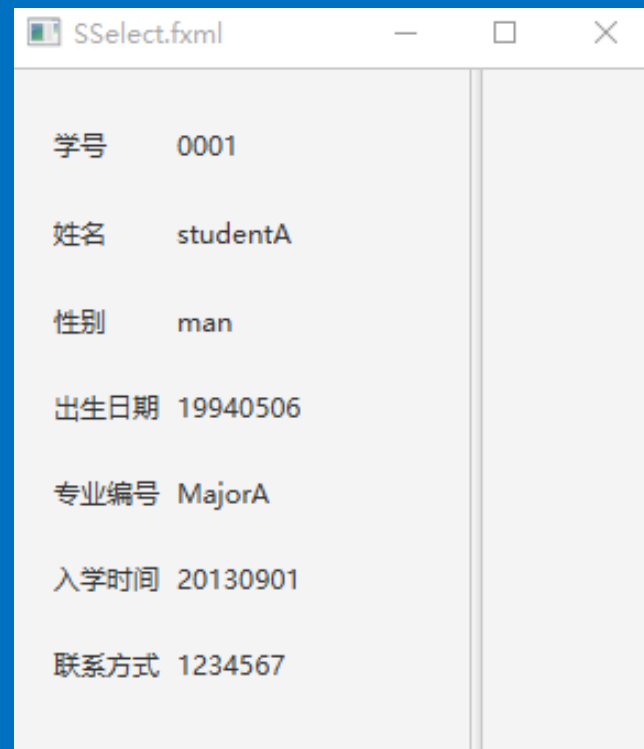 SSelect.fxml
学号 0001
姓名 studentA
性别 man
出生日期 19940506
专业编号 MajorA
入学时间 20130901
联系方式 1234567